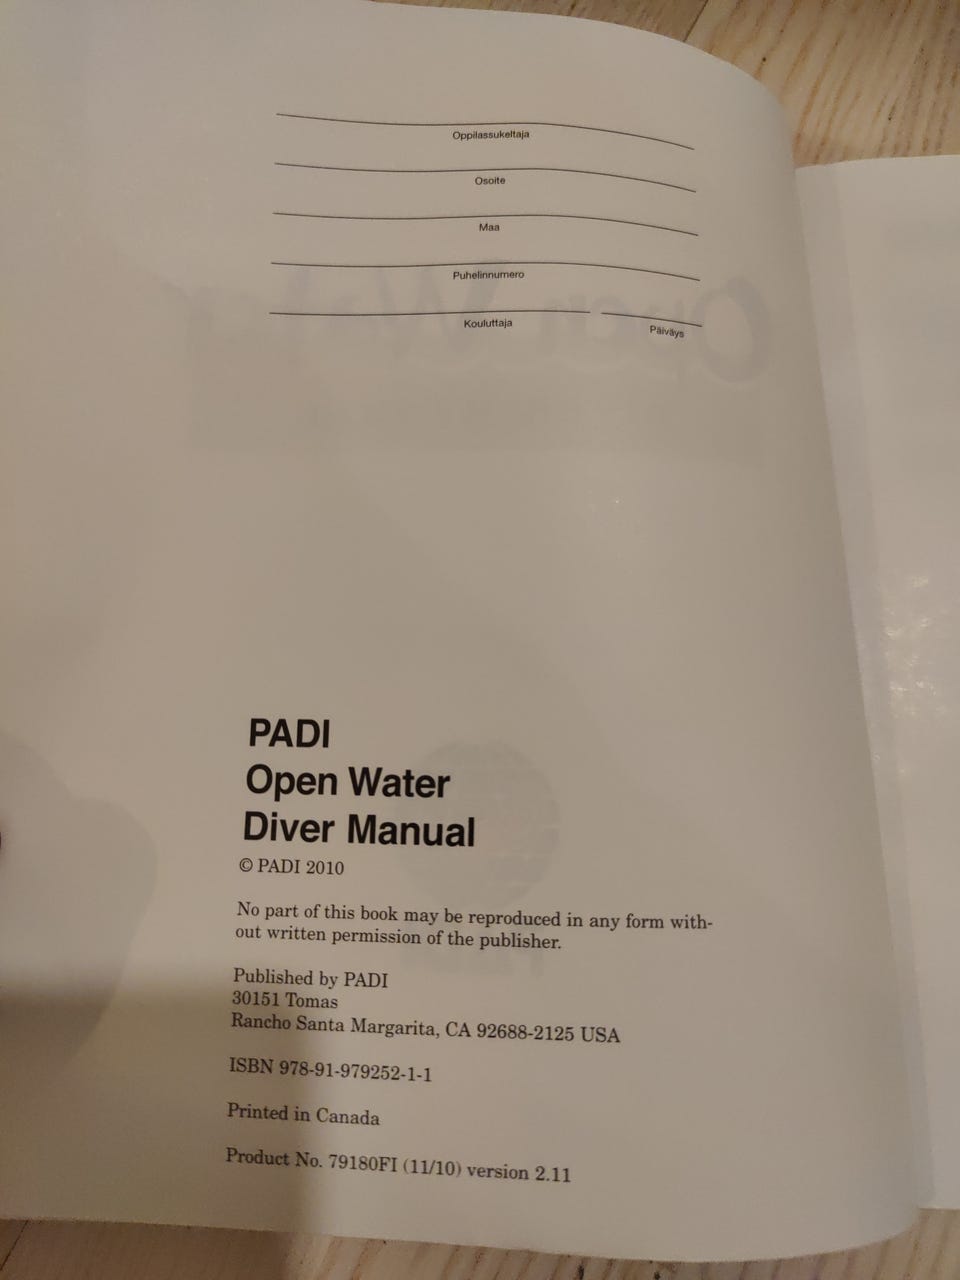 Oppilassukeltaja
Osoite
Maa
Puhelinnumero
Kouluttaja Päiväys
PADI
Open Water
Diver Manual
© PADI 2010
No part of this book may be reproduced in any form with-
out written permission of the publisher.
Published by PADI
30151 Tomas
Rancho Santa Margarita, CA 92688-2125 USA
ISBN 978-91-979252-1-1
Printed in Canada
Product No. 79180FI (11/10) version 2.11